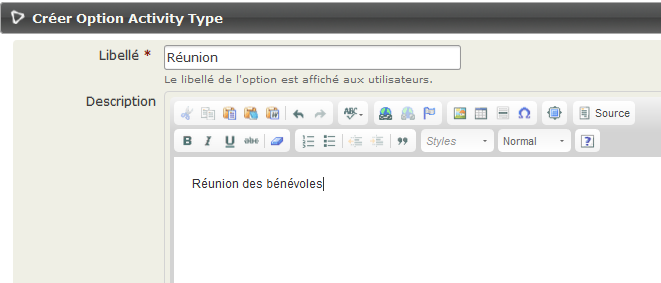 Créer Option Activity Type
Libellé * Réunion
Le libellé de l'option est affiché aux utilisateurs.
Description
ABC Source
B I U abc Styles Normal ?
Réunion des bénévoles